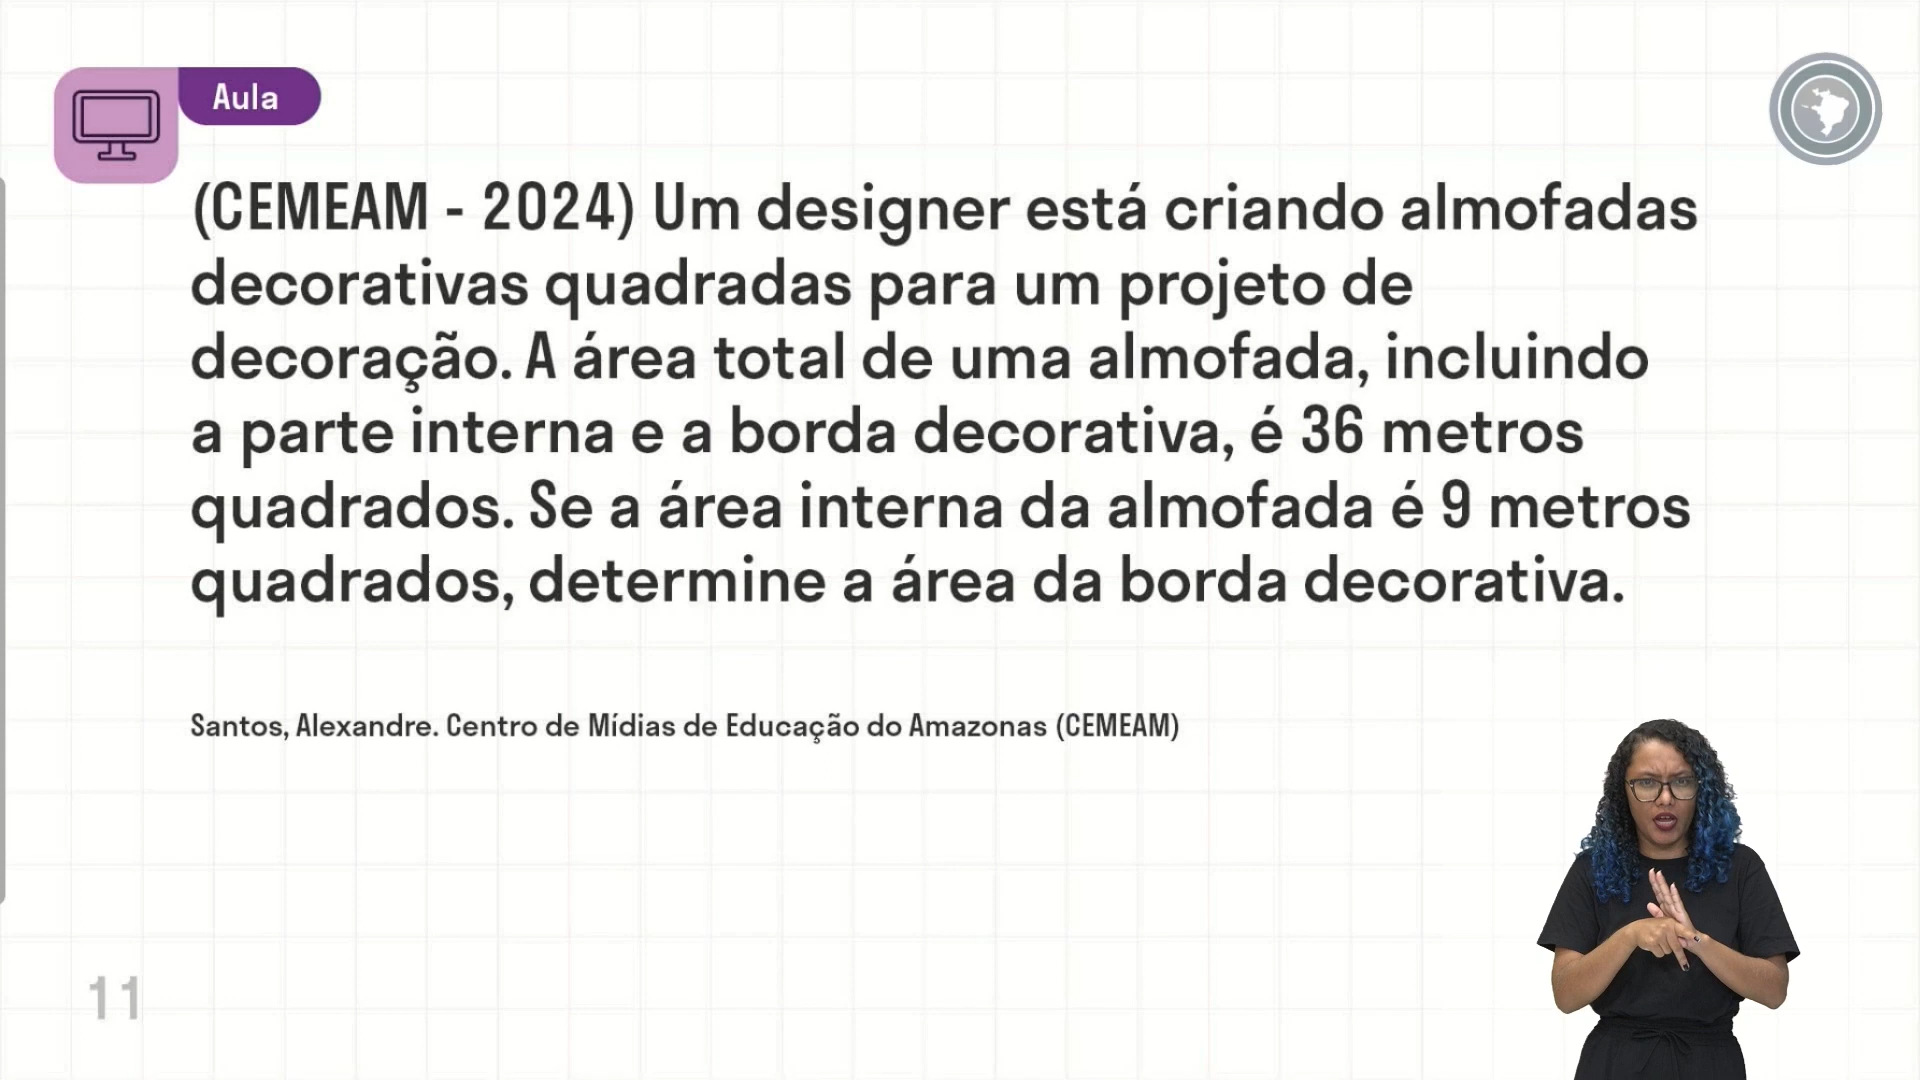 Aula
(CEMEAM - 2024) Um designer está criando almofadas
decorativas quadradas para um projeto de
decoração. A área total de uma almofada, incluindo
a parte interna e a borda decorativa, é 36 metros
quadrados. Se a área interna da almofada é 9 metros
quadrados, determine a área da borda decorativa.
Santos, Alexandre. Centro de Mídias de Educação do Amazonas (CEMEAM)
11